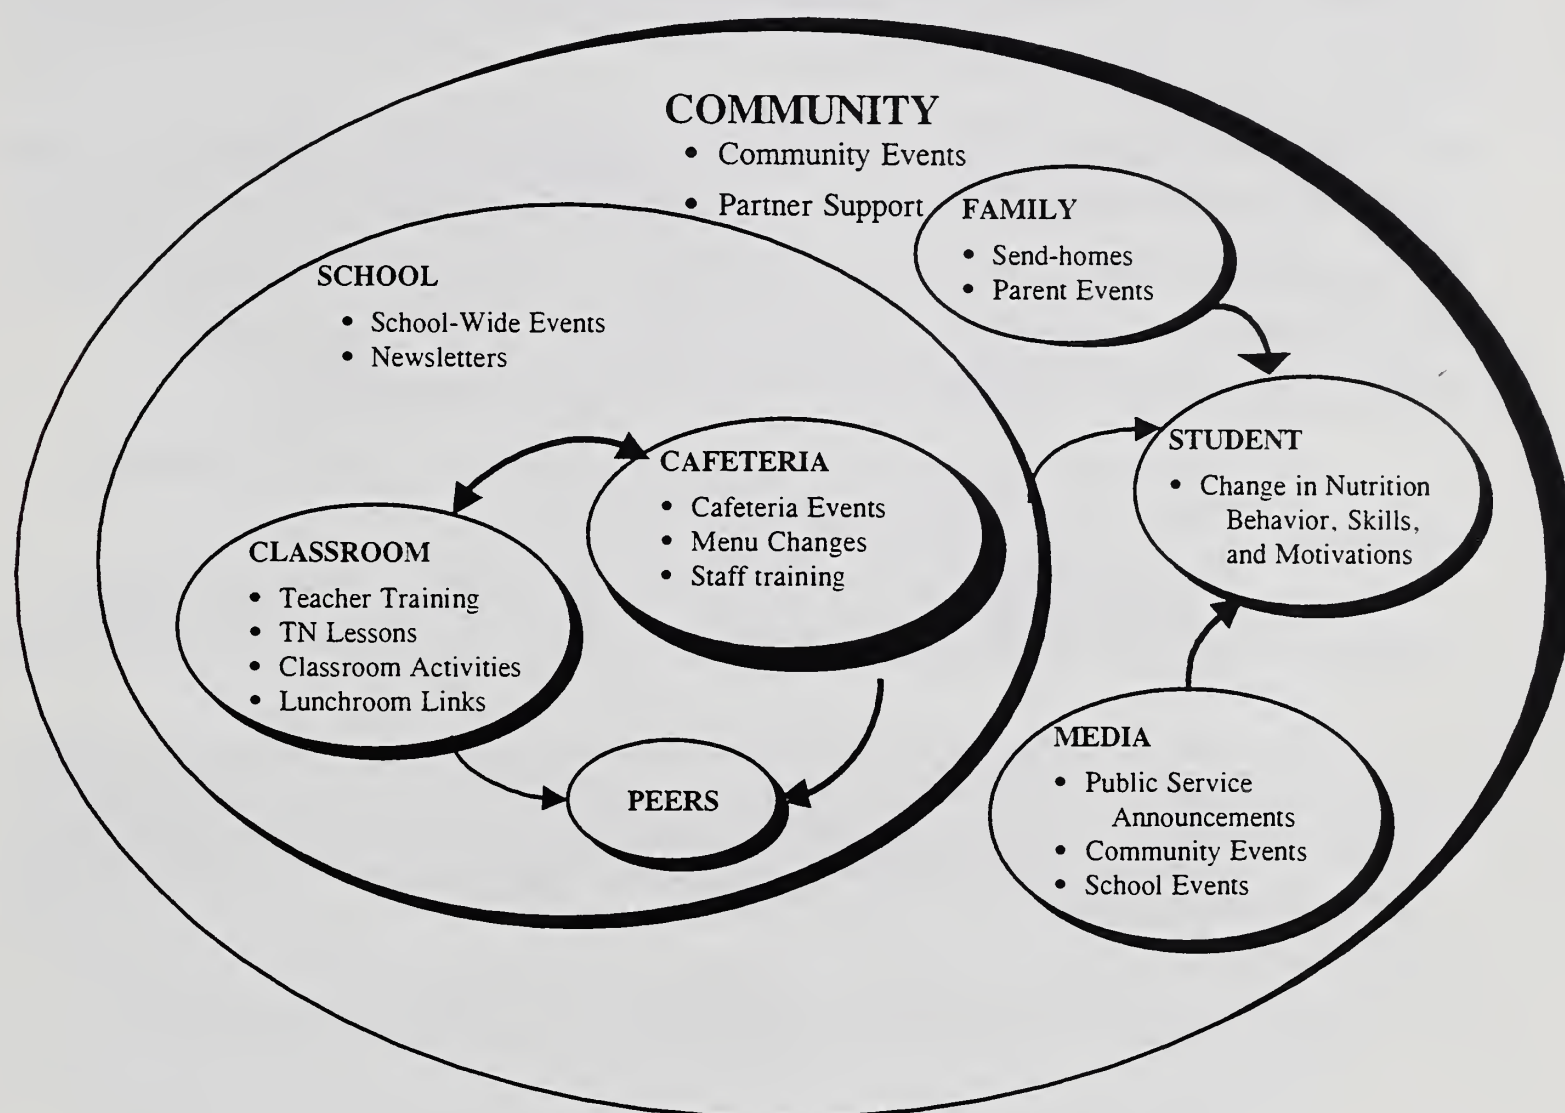 COMMUNITY
• Community Events
• Partner Support
FAMILY
• Send-homes
• Parent Events
SCHOOL
• School-Wide Events
• Newsletters
CAFETERIA
• Cafeteria Events
• Menu Changes
• Staff training
STUDENT
• Change in Nutrition
Behavior, Skills,
and Motivations
CLASSROOM
• Teacher Training
• TN Lessons
• Classroom Activities
• Lunchroom Links
PEERS
MEDIA
• Public Service
Announcements
• Community Events
• School Events